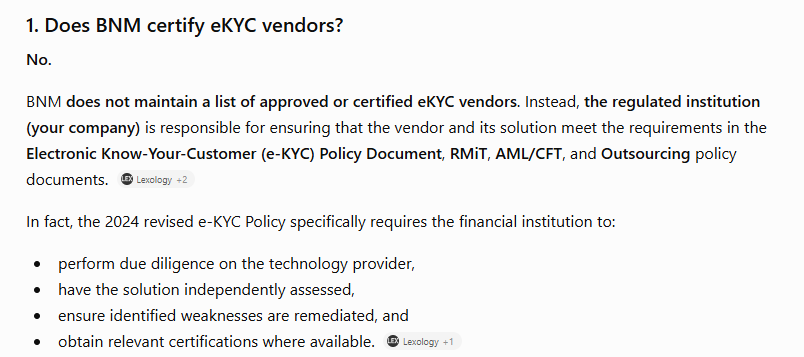 1. Does BNM certify eKYC vendors?
No.
BNM does not maintain a list of approved or certified eKYC vendors. Instead, the regulated institution
(your company) is responsible for ensuring that the vendor and its solution meet the requirements in the
Electronic Know-Your-Customer (e-KYC) Policy Document, RMiT, AML/CFT, and Outsourcing policy
documents. LEX Lexology +2
In fact, the 2024 revised e-KYC Policy specifically requires the financial institution to:
• perform due diligence on the technology provider,
• have the solution independently assessed,
• ensure identified weaknesses are remediated, and
• obtain relevant certifications where available. LEX Lexology +1